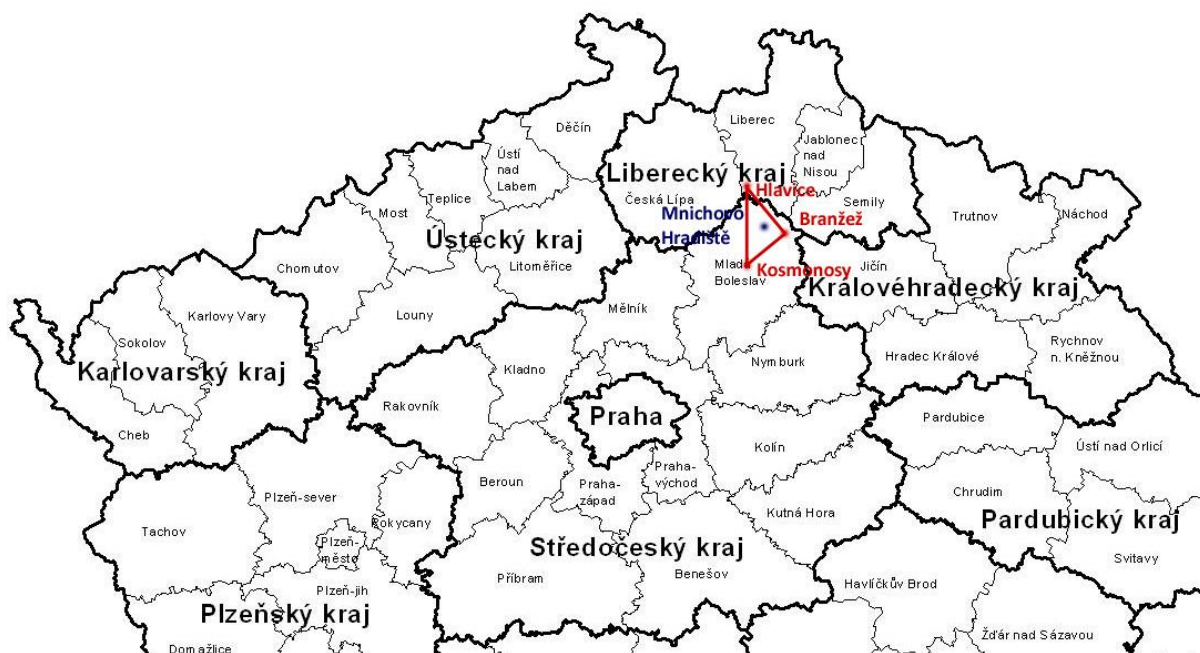 Děčín
Liberec
Ústí
nad
Labem
Jablonec
nad
Nisou
Liberecký kraj
Hlavice
Teplice
Česká Lípa
Semily
Most
Mnichovo
Hradiště
Branžež
Trutnov
Náchod
Ústecký kraj
Chomutov
Litoměřice
Mladá
Boleslav
Kosmonosy
Jičín
Královéhradecký kraj
Karlovy Vary
Louny
Mělník
Sokolov
Rychnov
n. Kněžnou
Hradec Králové
Karlovarský kraj
Kladno
Nymburk
Rakovník
Praha
Pardubice
Cheb
Kolín
Ústí nad Orlicí
Praha-
východ
Beroun
Praha-
západ
Plzeň-sever
Chrudim
Kutná Hora
Pardubický kraj
Tachov
Rokycany
Plzeň-
město
Středočeský kraj
Svitavy
Příbram
Benešov
Havlíčkův Brod
Plzeň-jih
Plzeňský kraj
Žďár nad Sázavou
Domažlice